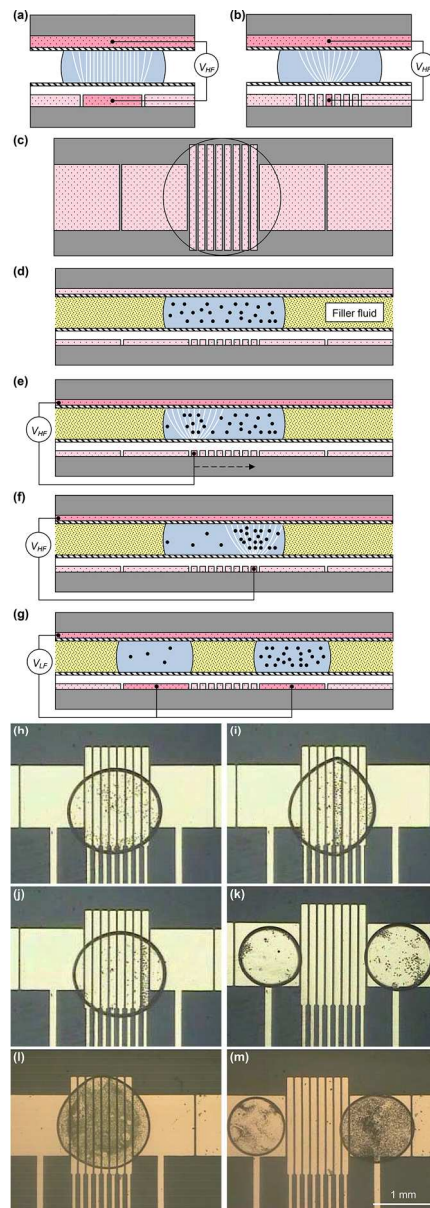 (a)
V_HF
(b)
V_HF
(c)
(d)
Filler fluid
(e)
V_HF
(f)
V_HF
(g)
V_LF
(h)
(i)
(j)
(k)
(l)
(m)
1 mm